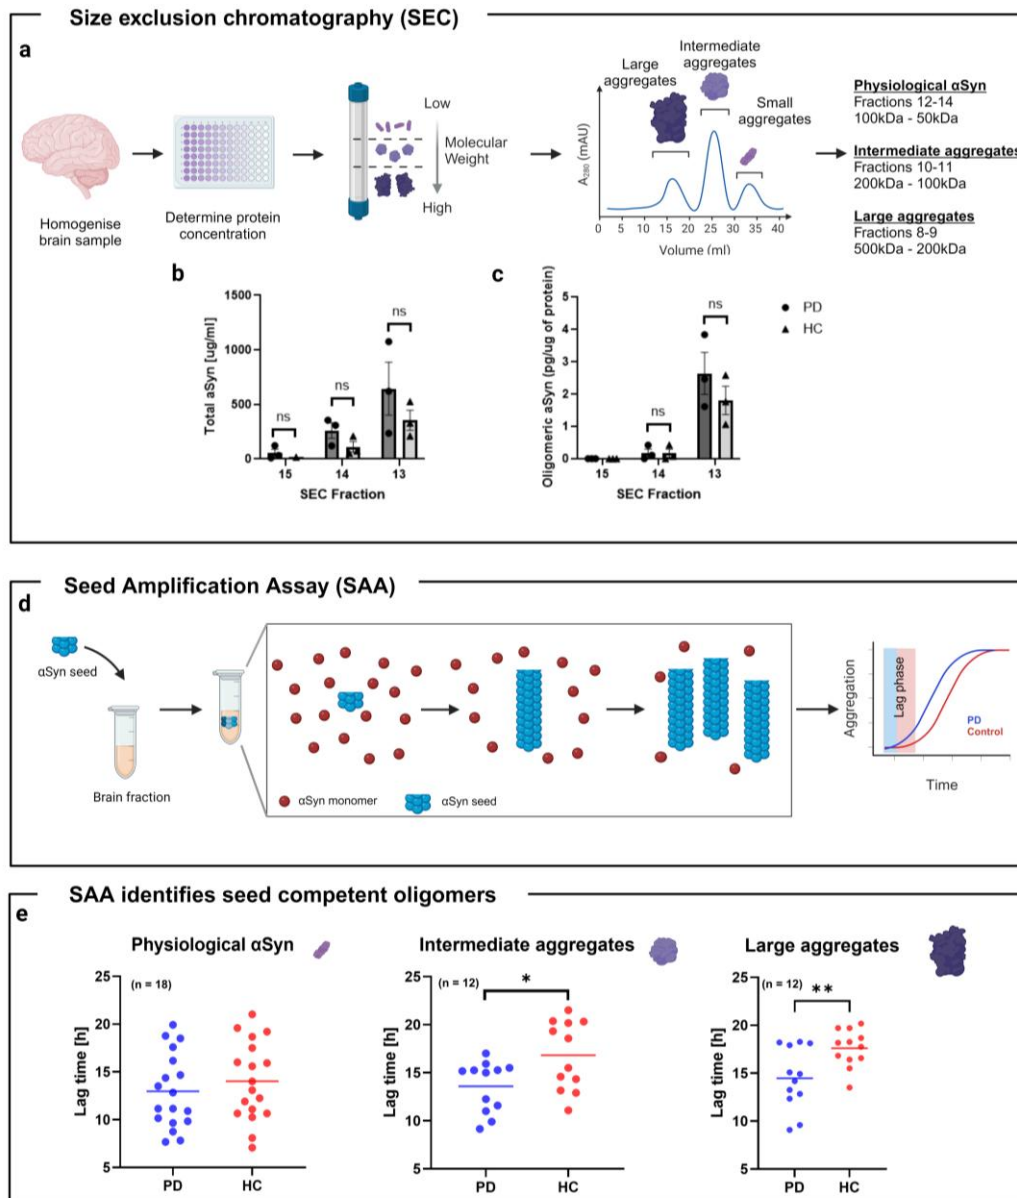 Size exclusion chromatography (SEC)
a
Homogenise
brain sample
Determine protein
concentration
Low
Molecular
Weight
High
Large
aggregates
Intermediate
aggregates
Small
aggregates
A280 (mAU)
0 5 10 15 20 25 30 35 40
Volume (ml)
Physiological αSyn
Fractions 12-14
100kDa - 50kDa
Intermediate aggregates
Fractions 10-11
200kDa - 100kDa
Large aggregates
Fractions 8-9
500kDa - 200kDa
b
Total aSyn [ug/ml]
1500
1000
500
0
ns
ns
ns
15 14 13
SEC Fraction
c
Oligomeric aSyn (pg/ug of protein)
5
4
3
2
1
0
ns
ns
15 14 13
SEC Fraction
PD
HC
Seed Amplification Assay (SAA)
d
αSyn seed
Brain fraction
αSyn monomer
αSyn seed
Aggregation
Lag phase
PD
Control
Time
SAA identifies seed competent oligomers
e
Physiological αSyn
(n = 18)
Lag time [h]
25
20
15
10
5
PD HC
Intermediate aggregates
(n = 12)
*
Lag time [h]
25
20
15
10
5
PD HC
Large aggregates
(n = 12)
**
Lag time [h]
25
20
15
10
5
PD HC